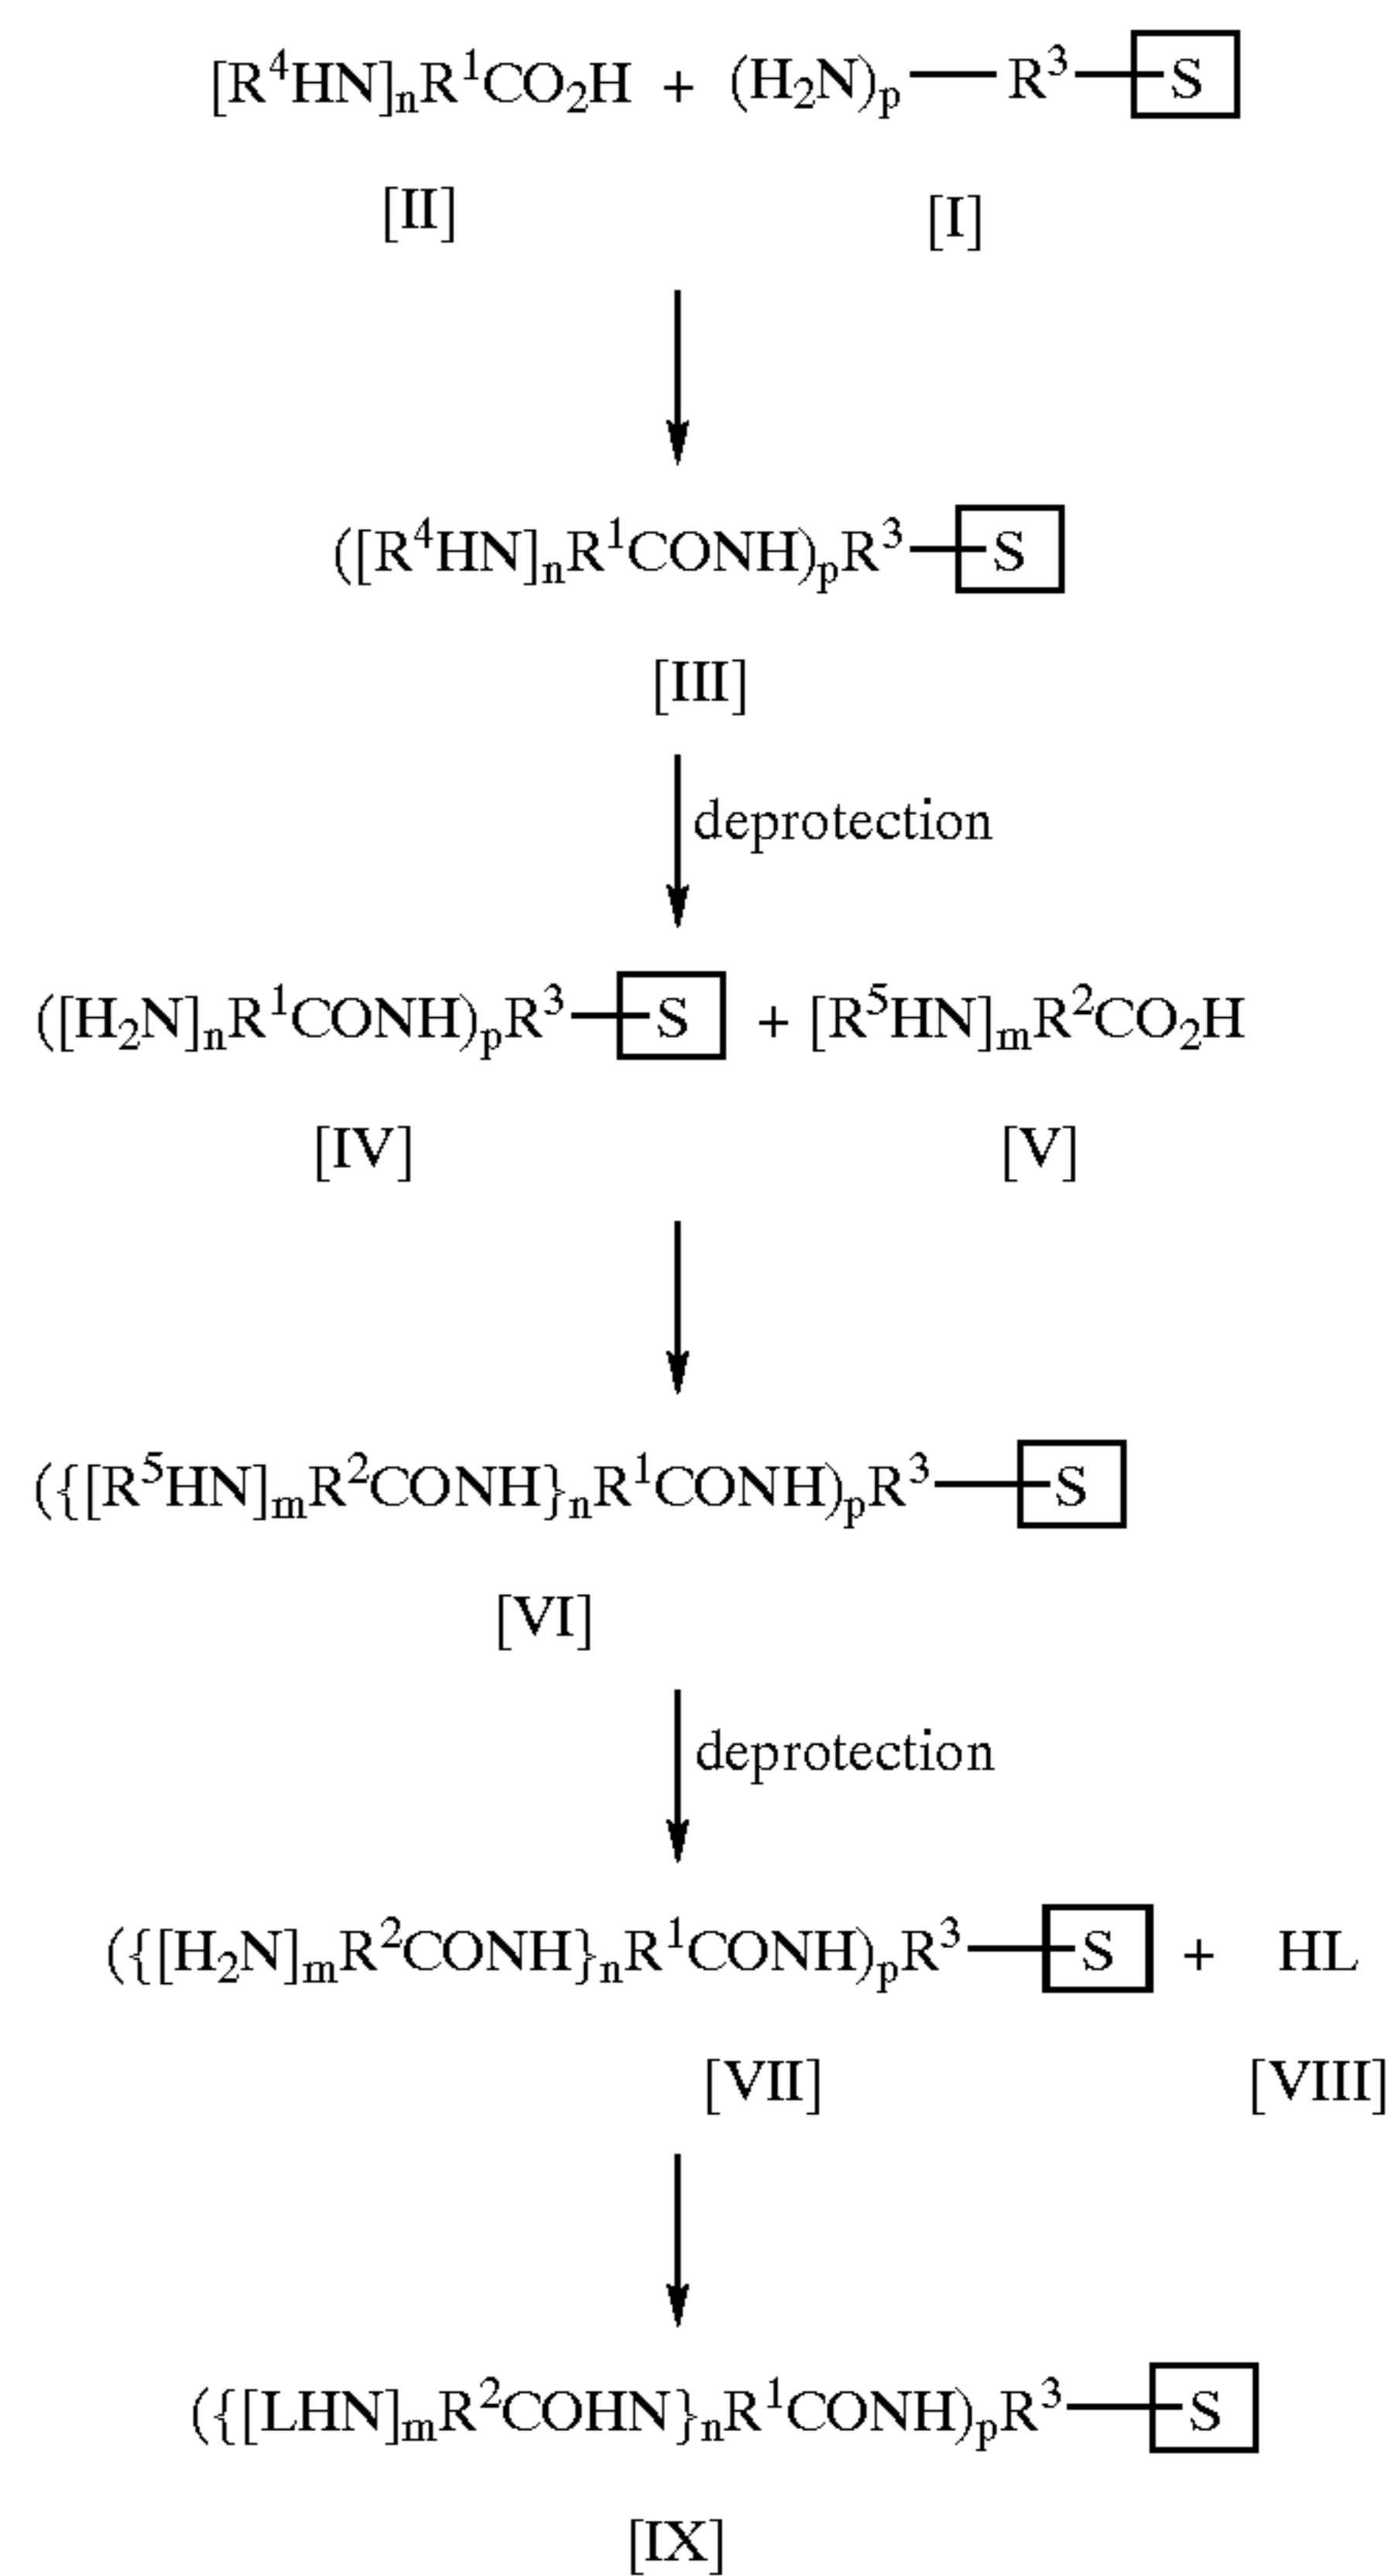 [R⁴HN]ₙR¹CO₂H + (H₂N)ₚ—R³—S
[II] [I]
([R⁴HN]ₙR¹CONH)ₚR³—S
[III]
deprotection
([H₂N]ₙR¹CONH)ₚR³—S + [R⁵HN]ₘR²CO₂H
[IV] [V]
({[R⁵HN]ₘR²CONH}ₙR¹CONH)ₚR³—S
[VI]
deprotection
({[H₂N]ₘR²CONH}ₙR¹CONH)ₚR³—S + HL
[VII] [VIII]
({[LHN]ₘR²COHN}ₙR¹CONH)ₚR³—S
[IX]